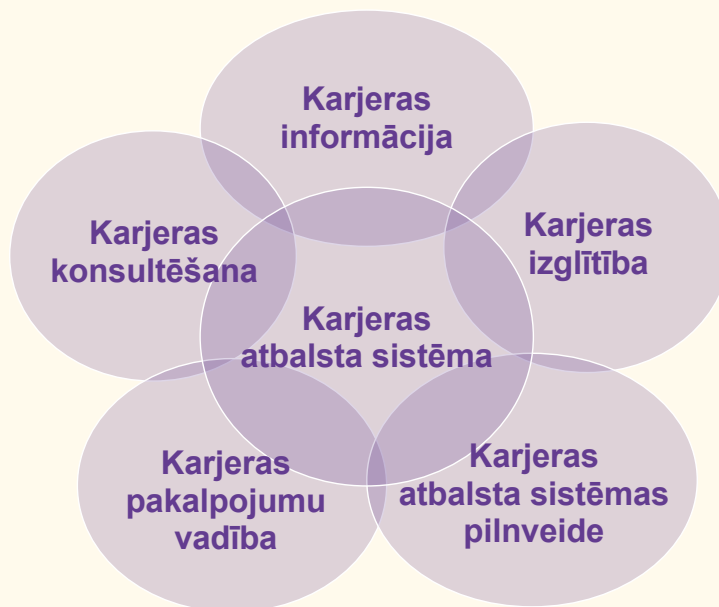 Karjeras
informācija
Karjeras
konsultēšana
Karjeras
izglītība
Karjeras
atbalsta sistēma
Karjeras
pakalpojumu
vadība
Karjeras
atbalsta sistēmas
pilnveide